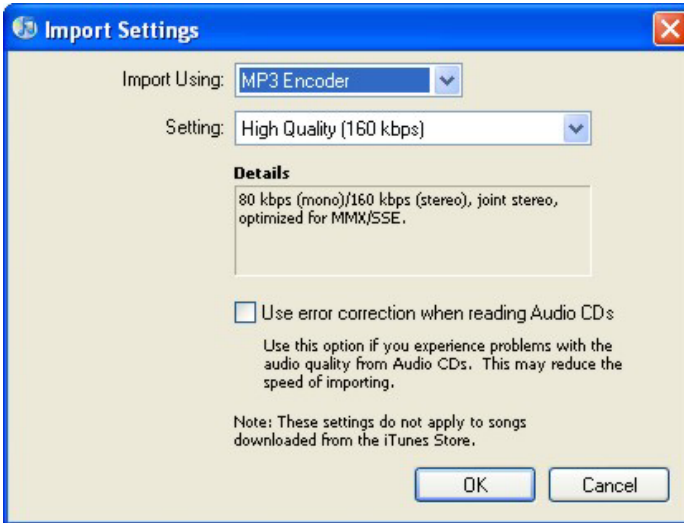 Import Settings
Import Using: MP3 Encoder
Setting: High Quality (160 kbps)
Details
80 kbps (mono)/160 kbps (stereo), joint stereo,
optimized for MMX/SSE.
Use error correction when reading Audio CDs
Use this option if you experience problems with the
audio quality from Audio CDs.  This may reduce the
speed of importing.
Note: These settings do not apply to songs
downloaded from the iTunes Store.
OK Cancel